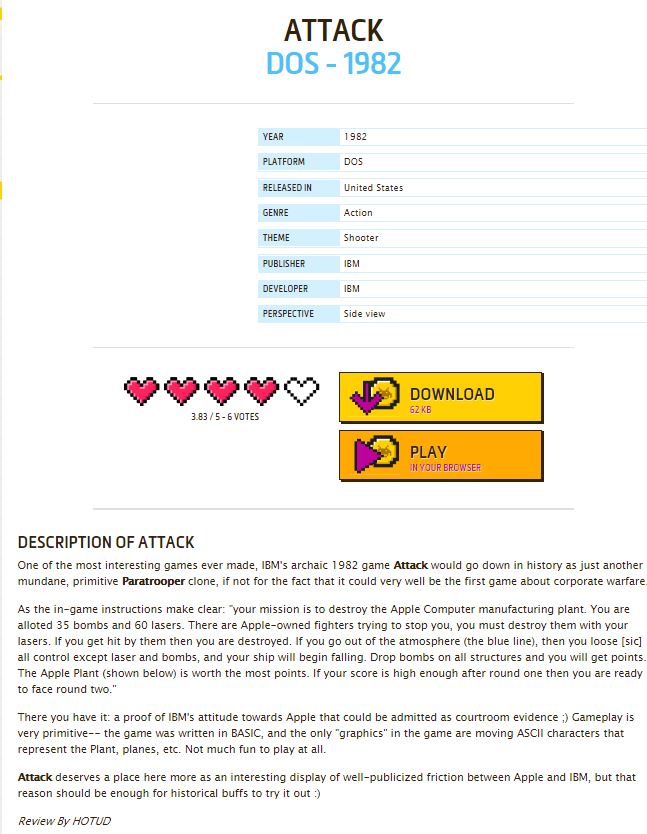 ATTACK
DOS - 1982
YEAR 1982
PLATFORM DOS
RELEASED IN United States
GENRE Action
THEME Shooter
PUBLISHER IBM
DEVELOPER IBM
PERSPECTIVE Side view
3.83 / 5 - 6 VOTES
DOWNLOAD
62 KB
PLAY
IN YOUR BROWSER
DESCRIPTION OF ATTACK
One of the most interesting games ever made, IBM's archaic 1982 game Attack would go down in history as just another
mundane, primitive Paratrooper clone, if not for the fact that it could very well be the first game about corporate warfare.
As the in-game instructions make clear: "your mission is to destroy the Apple Computer manufacturing plant. You are
alloted 35 bombs and 60 lasers. There are Apple-owned fighters trying to stop you, you must destroy them with your
lasers. If you get hit by them then you are destroyed. If you go out of the atmosphere (the blue line), then you loose [sic]
all control except laser and bombs, and your ship will begin falling. Drop bombs on all structures and you will get points.
The Apple Plant (shown below) is worth the most points. If your score is high enough after round one then you are ready
to face round two."
There you have it: a proof of IBM's attitude towards Apple that could be admitted as courtroom evidence ;) Gameplay is
very primitive-- the game was written in BASIC, and the only "graphics" in the game are moving ASCII characters that
represent the Plant, planes, etc. Not much fun to play at all.
Attack deserves a place here more as an interesting display of well-publicized friction between Apple and IBM, but that
reason should be enough for historical buffs to try it out :)
Review By HOTUD